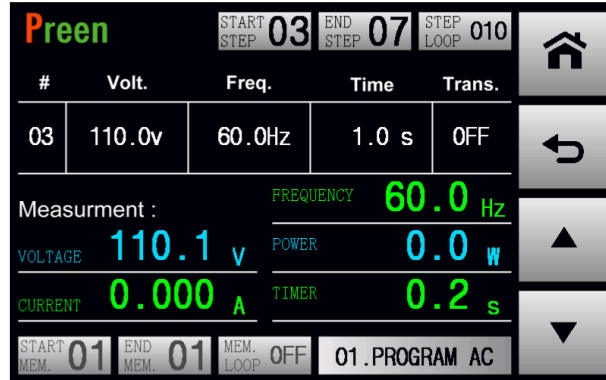 Preen START STEP 03 END STEP 07 STEP LOOP 010
# Volt. Freq. Time Trans.
03 110.0v 60.0Hz 1.0 s OFF
Measurment : FREQUENCY 60.0 Hz
VOLTAGE 110.1 V POWER 0.0 W
CURRENT 0.000 A TIMER 0.2 s
START MEM. 01 END MEM. 01 MEM. LOOP OFF 01.PROGRAM AC